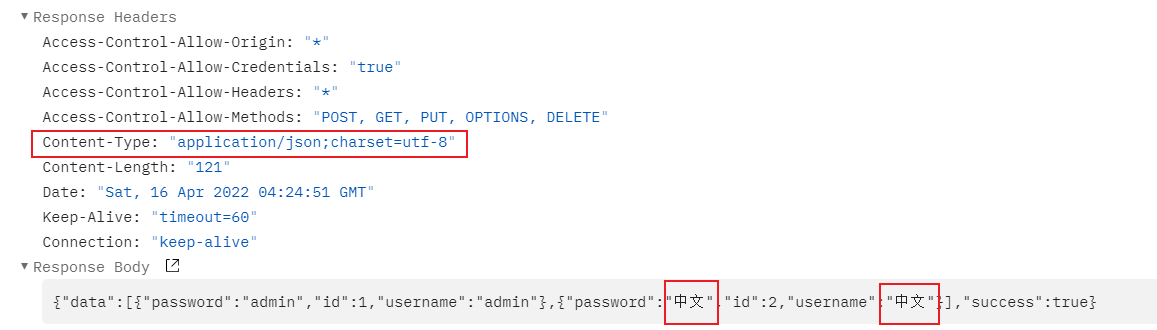 Response Headers
Access-Control-Allow-Origin: "*"
Access-Control-Allow-Credentials: "true"
Access-Control-Allow-Headers: "*"
Access-Control-Allow-Methods: "POST, GET, PUT, OPTIONS, DELETE"
Content-Type: "application/json;charset=utf-8"
Content-Length: "121"
Date: "Sat, 16 Apr 2022 04:24:51 GMT"
Keep-Alive: "timeout=60"
Connection: "keep-alive"
Response Body
{"data":[{"password":"admin","id":1,"username":"admin"},{"password":"中文","id":2,"username":"中文"}],"success":true}